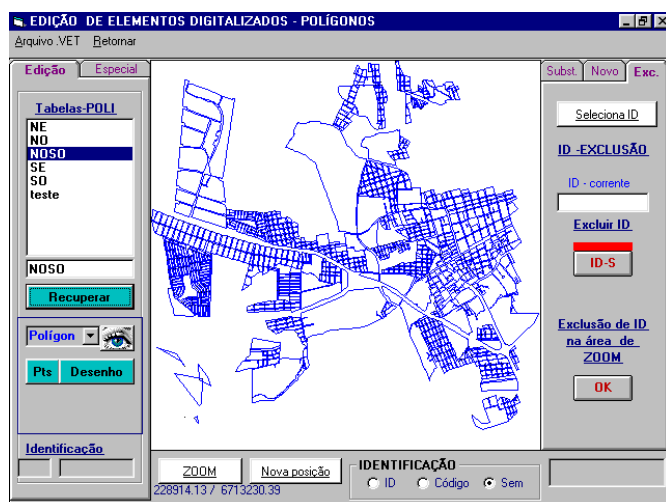 EDIÇÃO DE ELEMENTOS DIGITALIZADOS - POLÍGONOS
Arquivo .VET Retornar
Edição Especial
Tabelas-POLI
NE
NO
NOSO
SE
SO
teste
NOSO
Recuperar
Polígon
Pts Desenho
Identificação
ZOOM Nova posição
228914.13 / 6713230.39
IDENTIFICAÇÃO
ID Código Sem
Subst. Novo Exc.
Seleciona ID
ID -EXCLUSÃO
ID - corrente
Excluir ID
ID-S
Exclusão de ID
na área de
ZOOM
OK